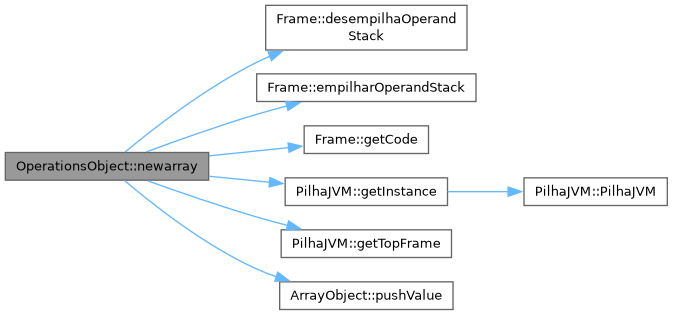 Frame::desempilhaOperand
Stack
Frame::empilharOperandStack
Frame::getCode
OperationsObject::newarray
PilhaJVM::getInstance
PilhaJVM::PilhaJVM
PilhaJVM::getTopFrame
ArrayObject::pushValue